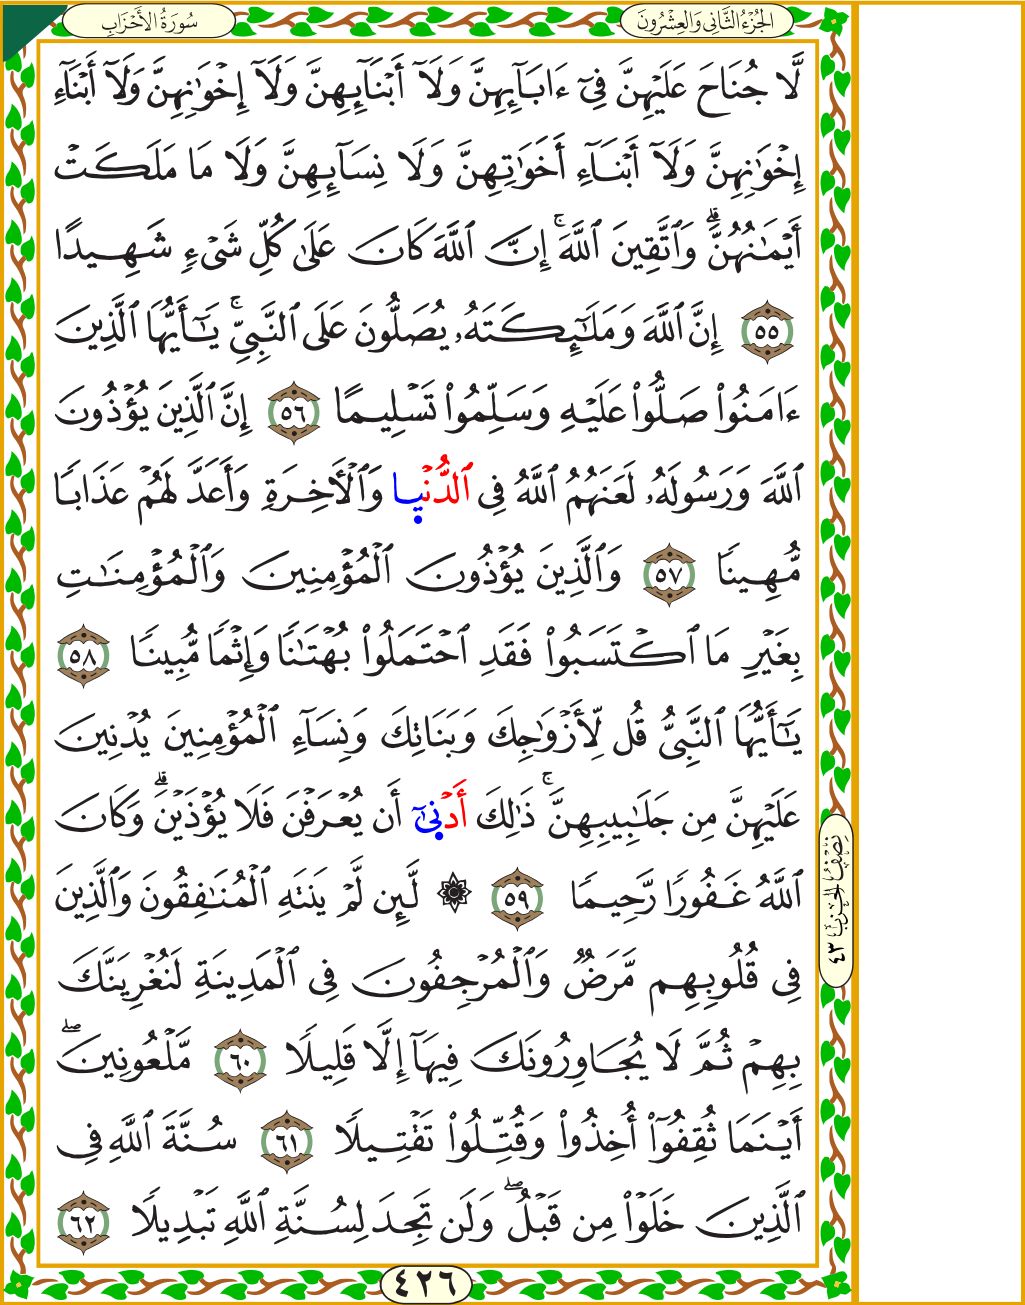 سُورَةُ الأَحْزَابِ
الجُزْءُ الثَّانِي وَالعِشْرُونَ
لَّا جُنَاحَ عَلَيْهِنَّ فِىٓ ءَابَآئِهِنَّ وَلَآ أَبْنَآئِهِنَّ وَلَآ إِخْوَٰنِهِنَّ وَلَآ أَبْنَآءِ
إِخْوَٰنِهِنَّ وَلَآ أَبْنَآءِ أَخَوَٰتِهِنَّ وَلَا نِسَآئِهِنَّ وَلَا مَا مَلَكَتْ
أَيْمَٰنُهُنَّ ۗ وَٱتَّقِينَ ٱللَّهَ ۚ إِنَّ ٱللَّهَ كَانَ عَلَىٰ كُلِّ شَىْءٍ شَهِيدًا
٥٥ إِنَّ ٱللَّهَ وَمَلَٰٓئِكَتَهُۥ يُصَلُّونَ عَلَى ٱلنَّبِىِّ ۚ يَٰٓأَيُّهَا ٱلَّذِينَ
ءَامَنُوا۟ صَلُّوا۟ عَلَيْهِ وَسَلِّمُوا۟ تَسْلِيمًا ٥٦ إِنَّ ٱلَّذِينَ يُؤْذُونَ
ٱللَّهَ وَرَسُولَهُۥ لَعَنَهُمُ ٱللَّهُ فِى ٱلدُّنْيَا وَٱلْأَخِرَةِ وَأَعَدَّ لَهُمْ عَذَابًا
مُّهِينًا ٥٧ وَٱلَّذِينَ يُؤْذُونَ ٱلْمُؤْمِنِينَ وَٱلْمُؤْمِنَٰتِ
بِغَيْرِ مَا ٱكْتَسَبُوا۟ فَقَدِ ٱحْتَمَلُوا۟ بُهْتَٰنًا وَإِثْمًا مُّبِينًا ٥٨
يَٰٓأَيُّهَا ٱلنَّبِىُّ قُل لِّأَزْوَٰجِكَ وَبَنَاتِكَ وَنِسَآءِ ٱلْمُؤْمِنِينَ يُدْنِينَ
عَلَيْهِنَّ مِن جَلَٰبِيبِهِنَّ ۚ ذَٰلِكَ أَدْنَىٰٓ أَن يُعْرَفْنَ فَلَا يُؤْذَيْنَ ۗ وَكَانَ
ٱللَّهُ غَفُورًا رَّحِيمًا ٥٩ ۞ لَّئِن لَّمْ يَنتَهِ ٱلْمُنَٰفِقُونَ وَٱلَّذِينَ
فِى قُلُوبِهِم مَّرَضٌ وَٱلْمُرْجِفُونَ فِى ٱلْمَدِينَةِ لَنُغْرِيَنَّكَ
بِهِمْ ثُمَّ لَا يُجَاوِرُونَكَ فِيهَآ إِلَّا قَلِيلًا ٦٠ مَّلْعُونِينَ ۖ
أَيْنَمَا ثُقِفُوٓا۟ أُخِذُوا۟ وَقُتِّلُوا۟ تَقْتِيلًا ٦١ سُنَّةَ ٱللَّهِ فِى
ٱلَّذِينَ خَلَوْا۟ مِن قَبْلُ ۖ وَلَن تَجِدَ لِسُنَّةِ ٱللَّهِ تَبْدِيلًا ٦٢
نِصْفُ الحِزْبِ ٤٣
٤٢٦